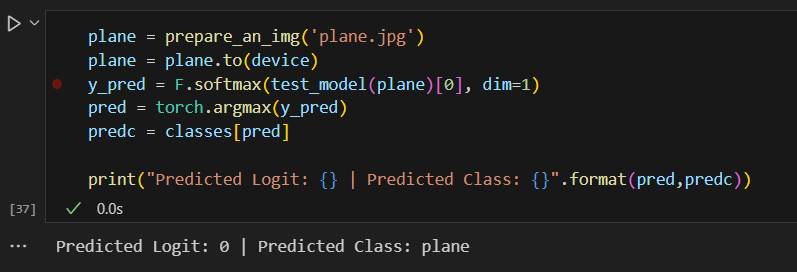 plane = prepare_an_img('plane.jpg')
plane = plane.to(device)
y_pred = F.softmax(test_model(plane)[0], dim=1)
pred = torch.argmax(y_pred)
predc = classes[pred]
print("Predicted Logit: {} | Predicted Class: {}".format(pred,predc))
[37] 0.0s
Predicted Logit: 0 | Predicted Class: plane